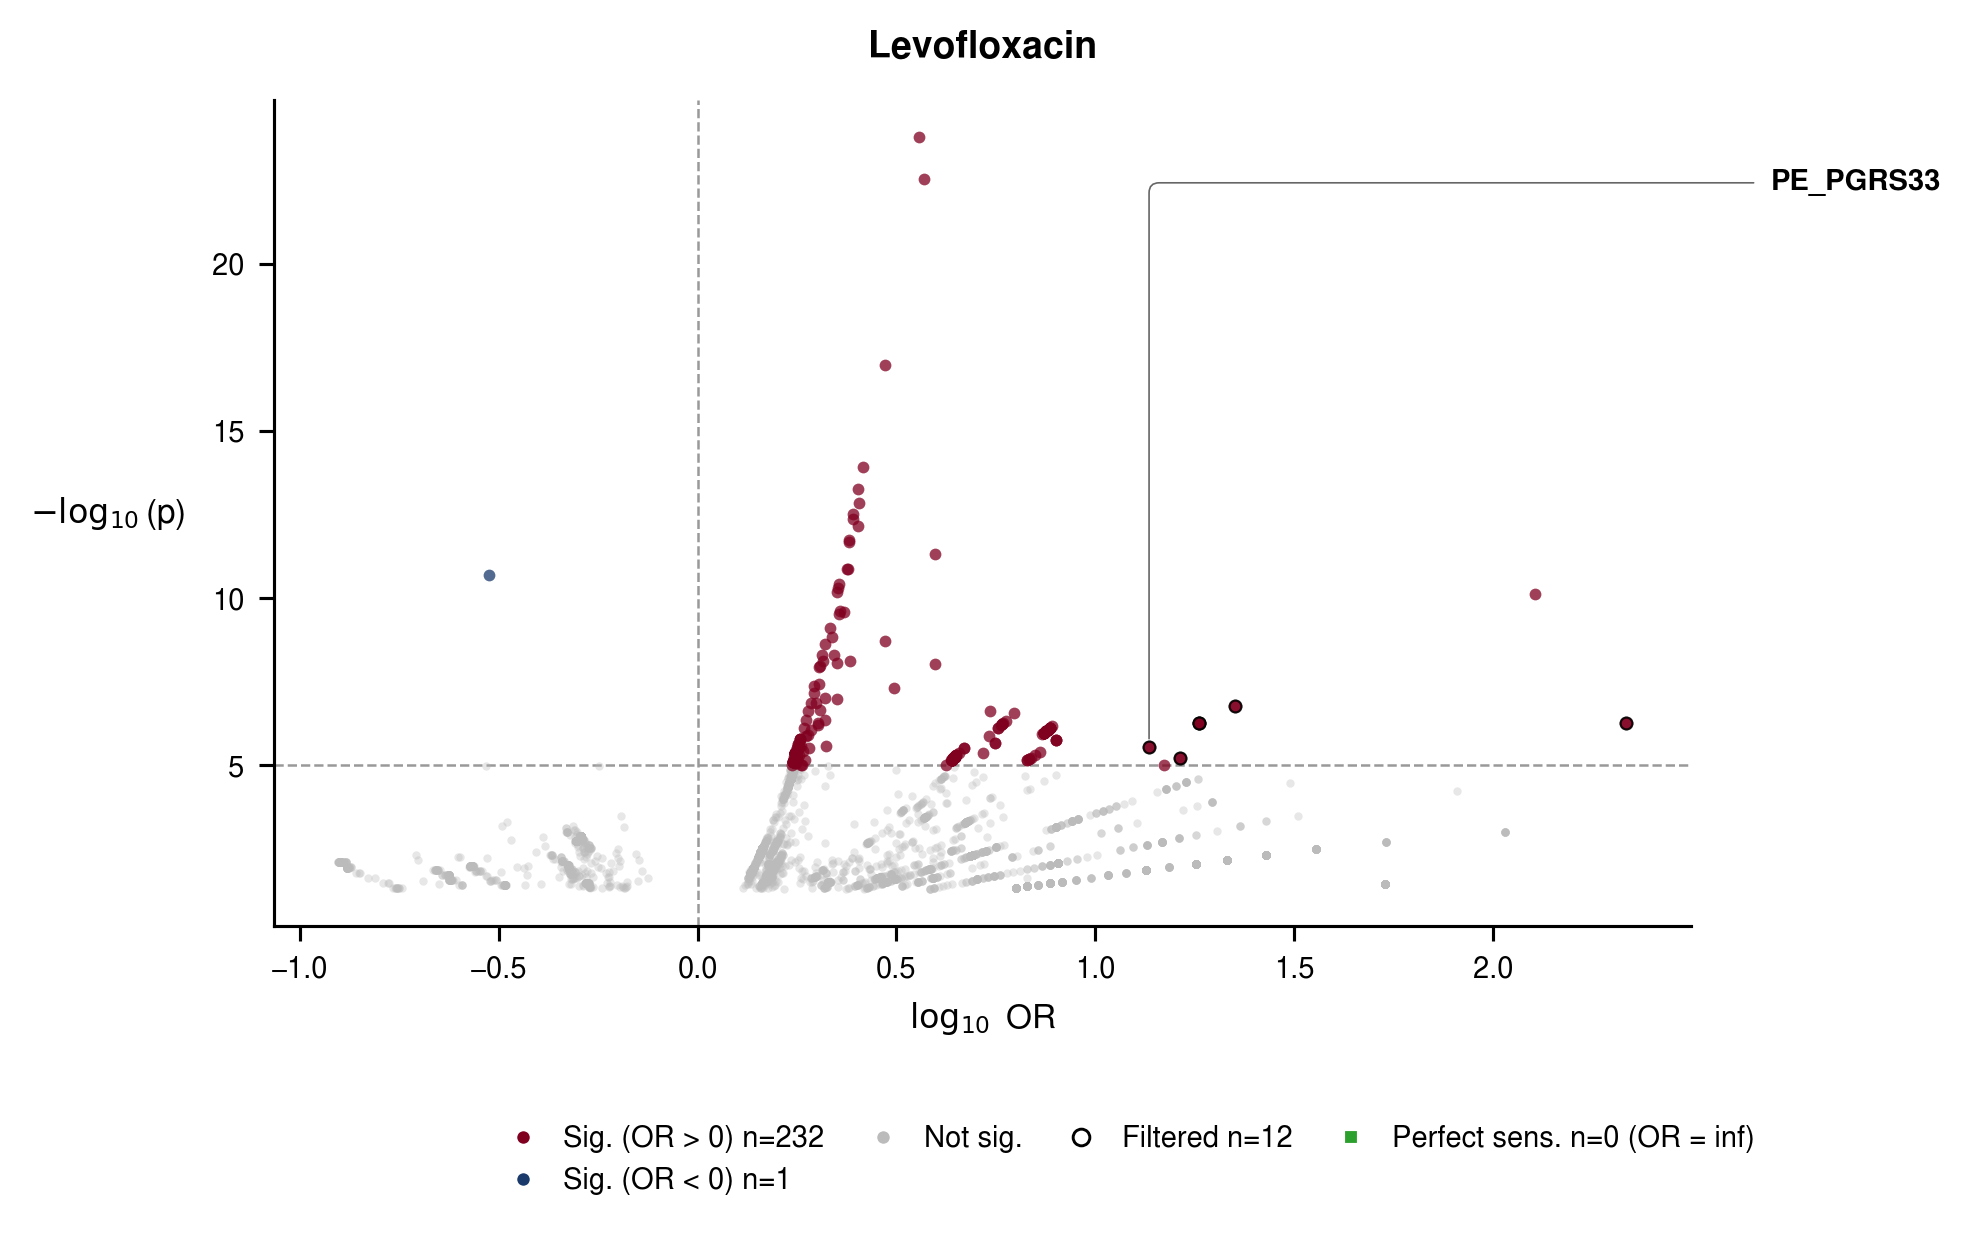 Levofloxacin
PE_PGRS33
20
15
−log₁₀ (p)
10
5
−1.0 −0.5 0.0 0.5 1.0 1.5 2.0
log₁₀ OR
Sig. (OR > 0) n=232 Not sig. Filtered n=12 Perfect sens. n=0 (OR = inf)
Sig. (OR < 0) n=1